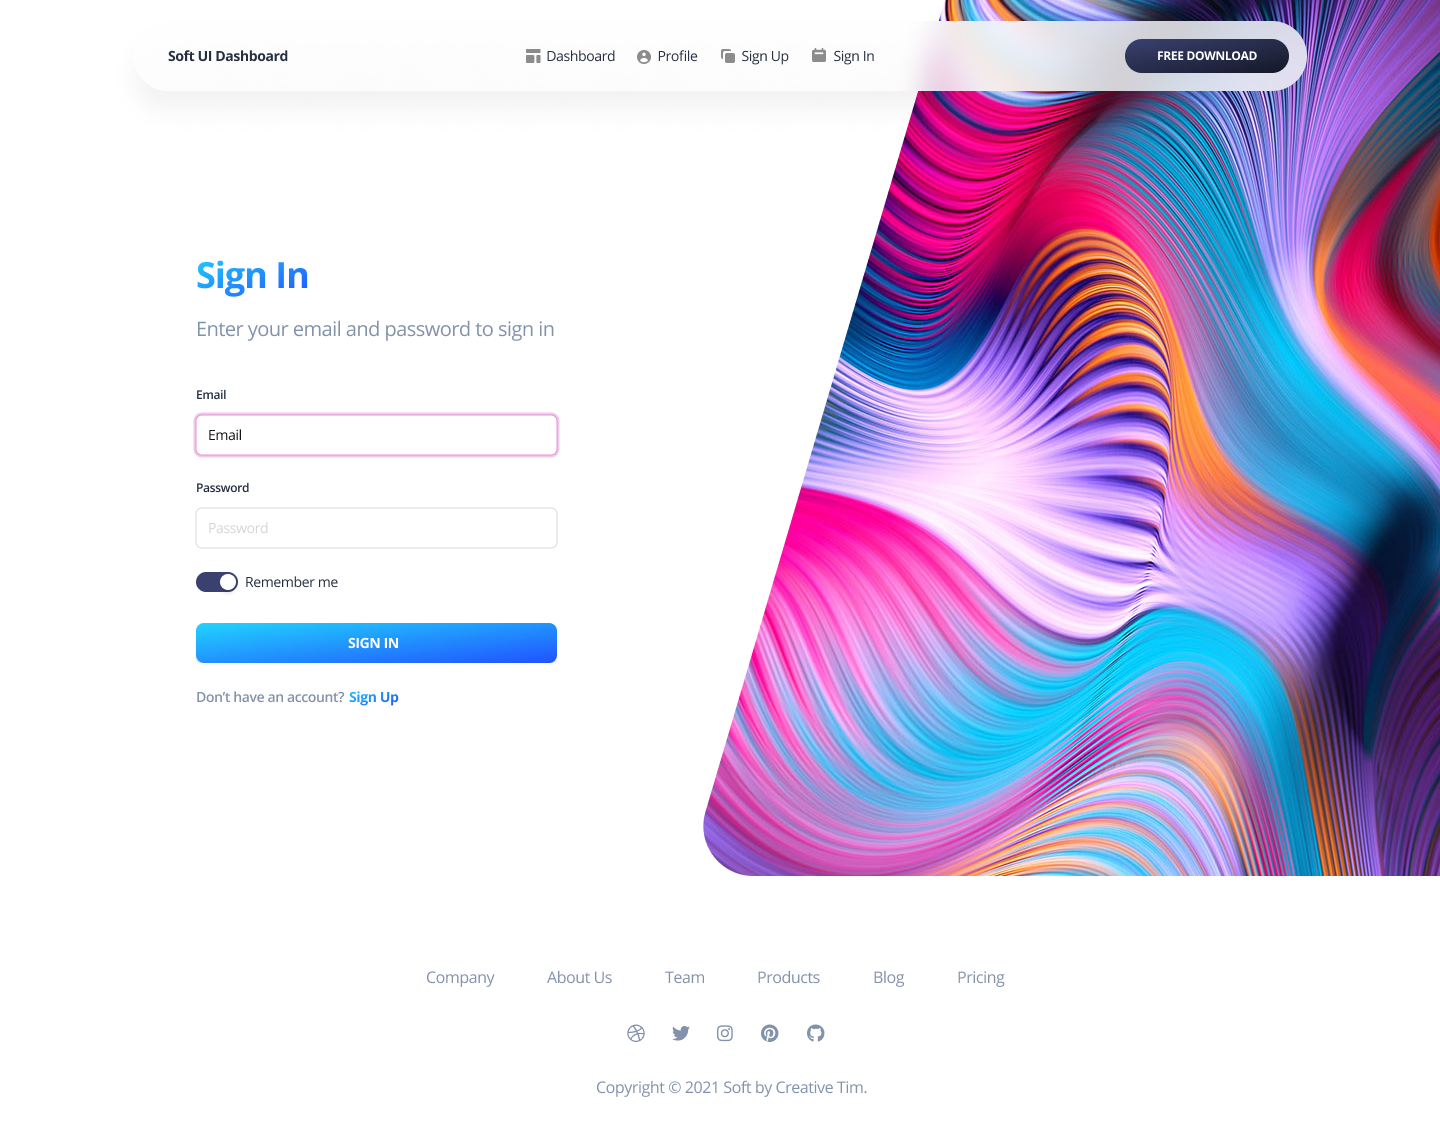 Soft UI Dashboard
Dashboard
Profile
Sign Up
Sign In
FREE DOWNLOAD
Sign In
Enter your email and password to sign in
Email
Email
Password
Password
Remember me
SIGN IN
Don't have an account? Sign Up
Company
About Us
Team
Products
Blog
Pricing
Copyright © 2021 Soft by Creative Tim.